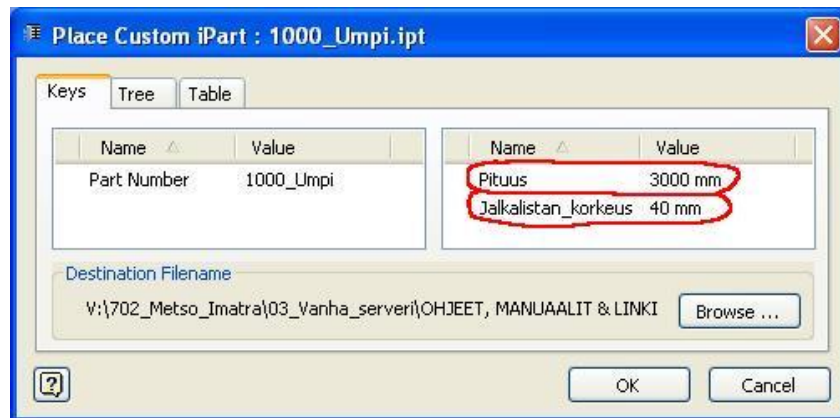 Place Custom iPart : 1000_Umpi.ipt
Keys Tree Table
Name Value Name Value
Part Number 1000_Umpi Pituus 3000 mm
Jalkalistan_korkeus 40 mm
Destination Filename
V:\702_Metso_Imatra\03_Vanha_serveri\OHJEET, MANUAALIT & LINKI Browse ...
? OK Cancel